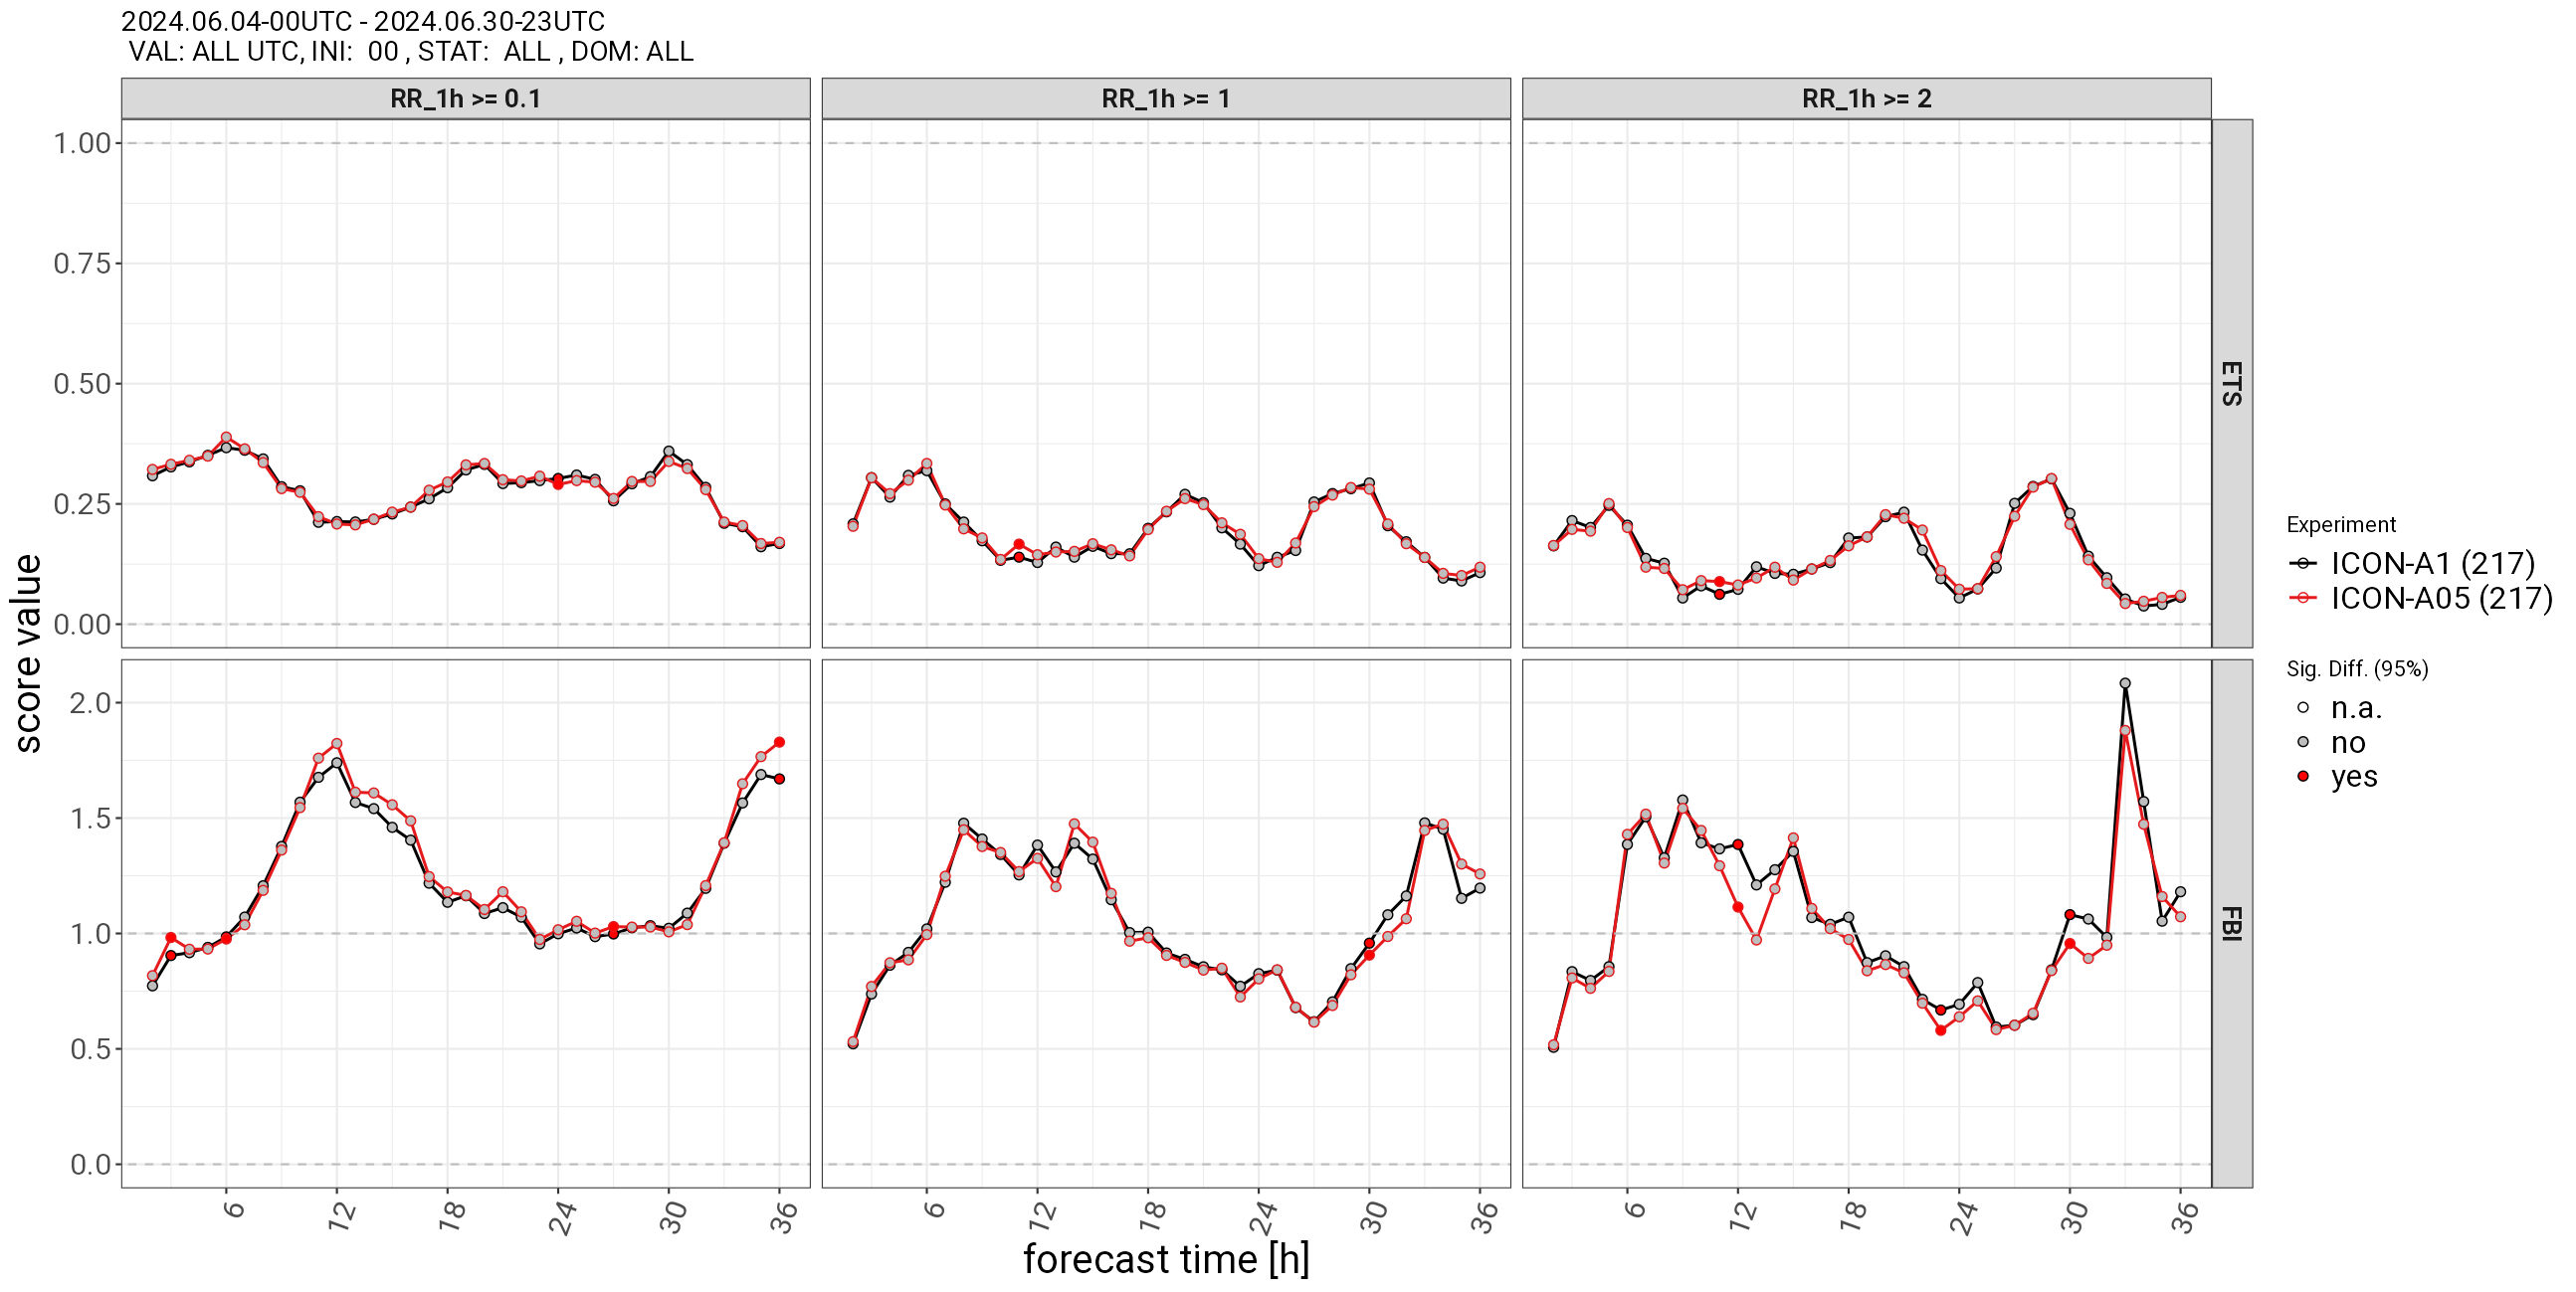 2024.06.04-00UTC - 2024.06.30-23UTC
VAL: ALL UTC, INI:  00 , STAT:  ALL , DOM: ALL
RR_1h >= 0.1
RR_1h >= 1
RR_1h >= 2
1.00
0.75
0.50
0.25
0.00
ETS
2.0
1.5
1.0
0.5
0.0
FBI
score value
6 12 18 24 30 36
6 12 18 24 30 36
6 12 18 24 30 36
forecast time [h]
Experiment
ICON-A1 (217)
ICON-A05 (217)
Sig. Diff. (95%)
n.a.
no
yes